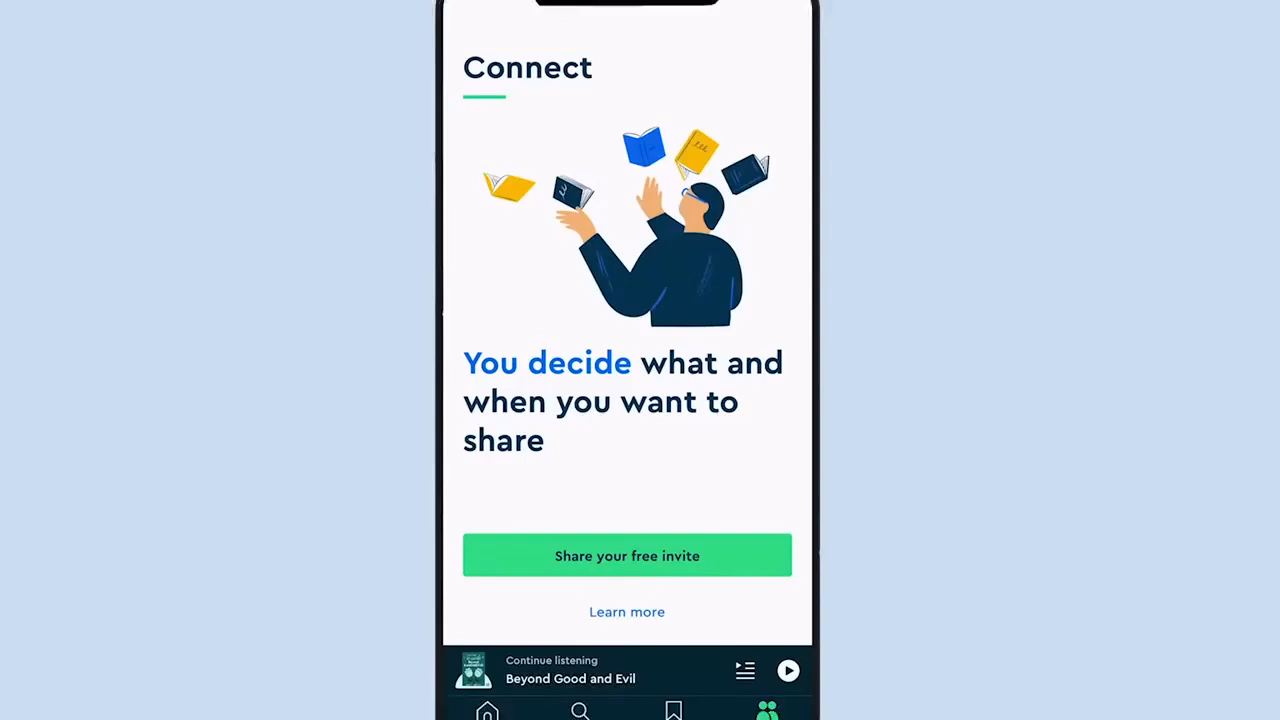 Connect
You decide what and
when you want to
share
Share your free invite
Learn more
Continue listening
Beyond Good and Evil